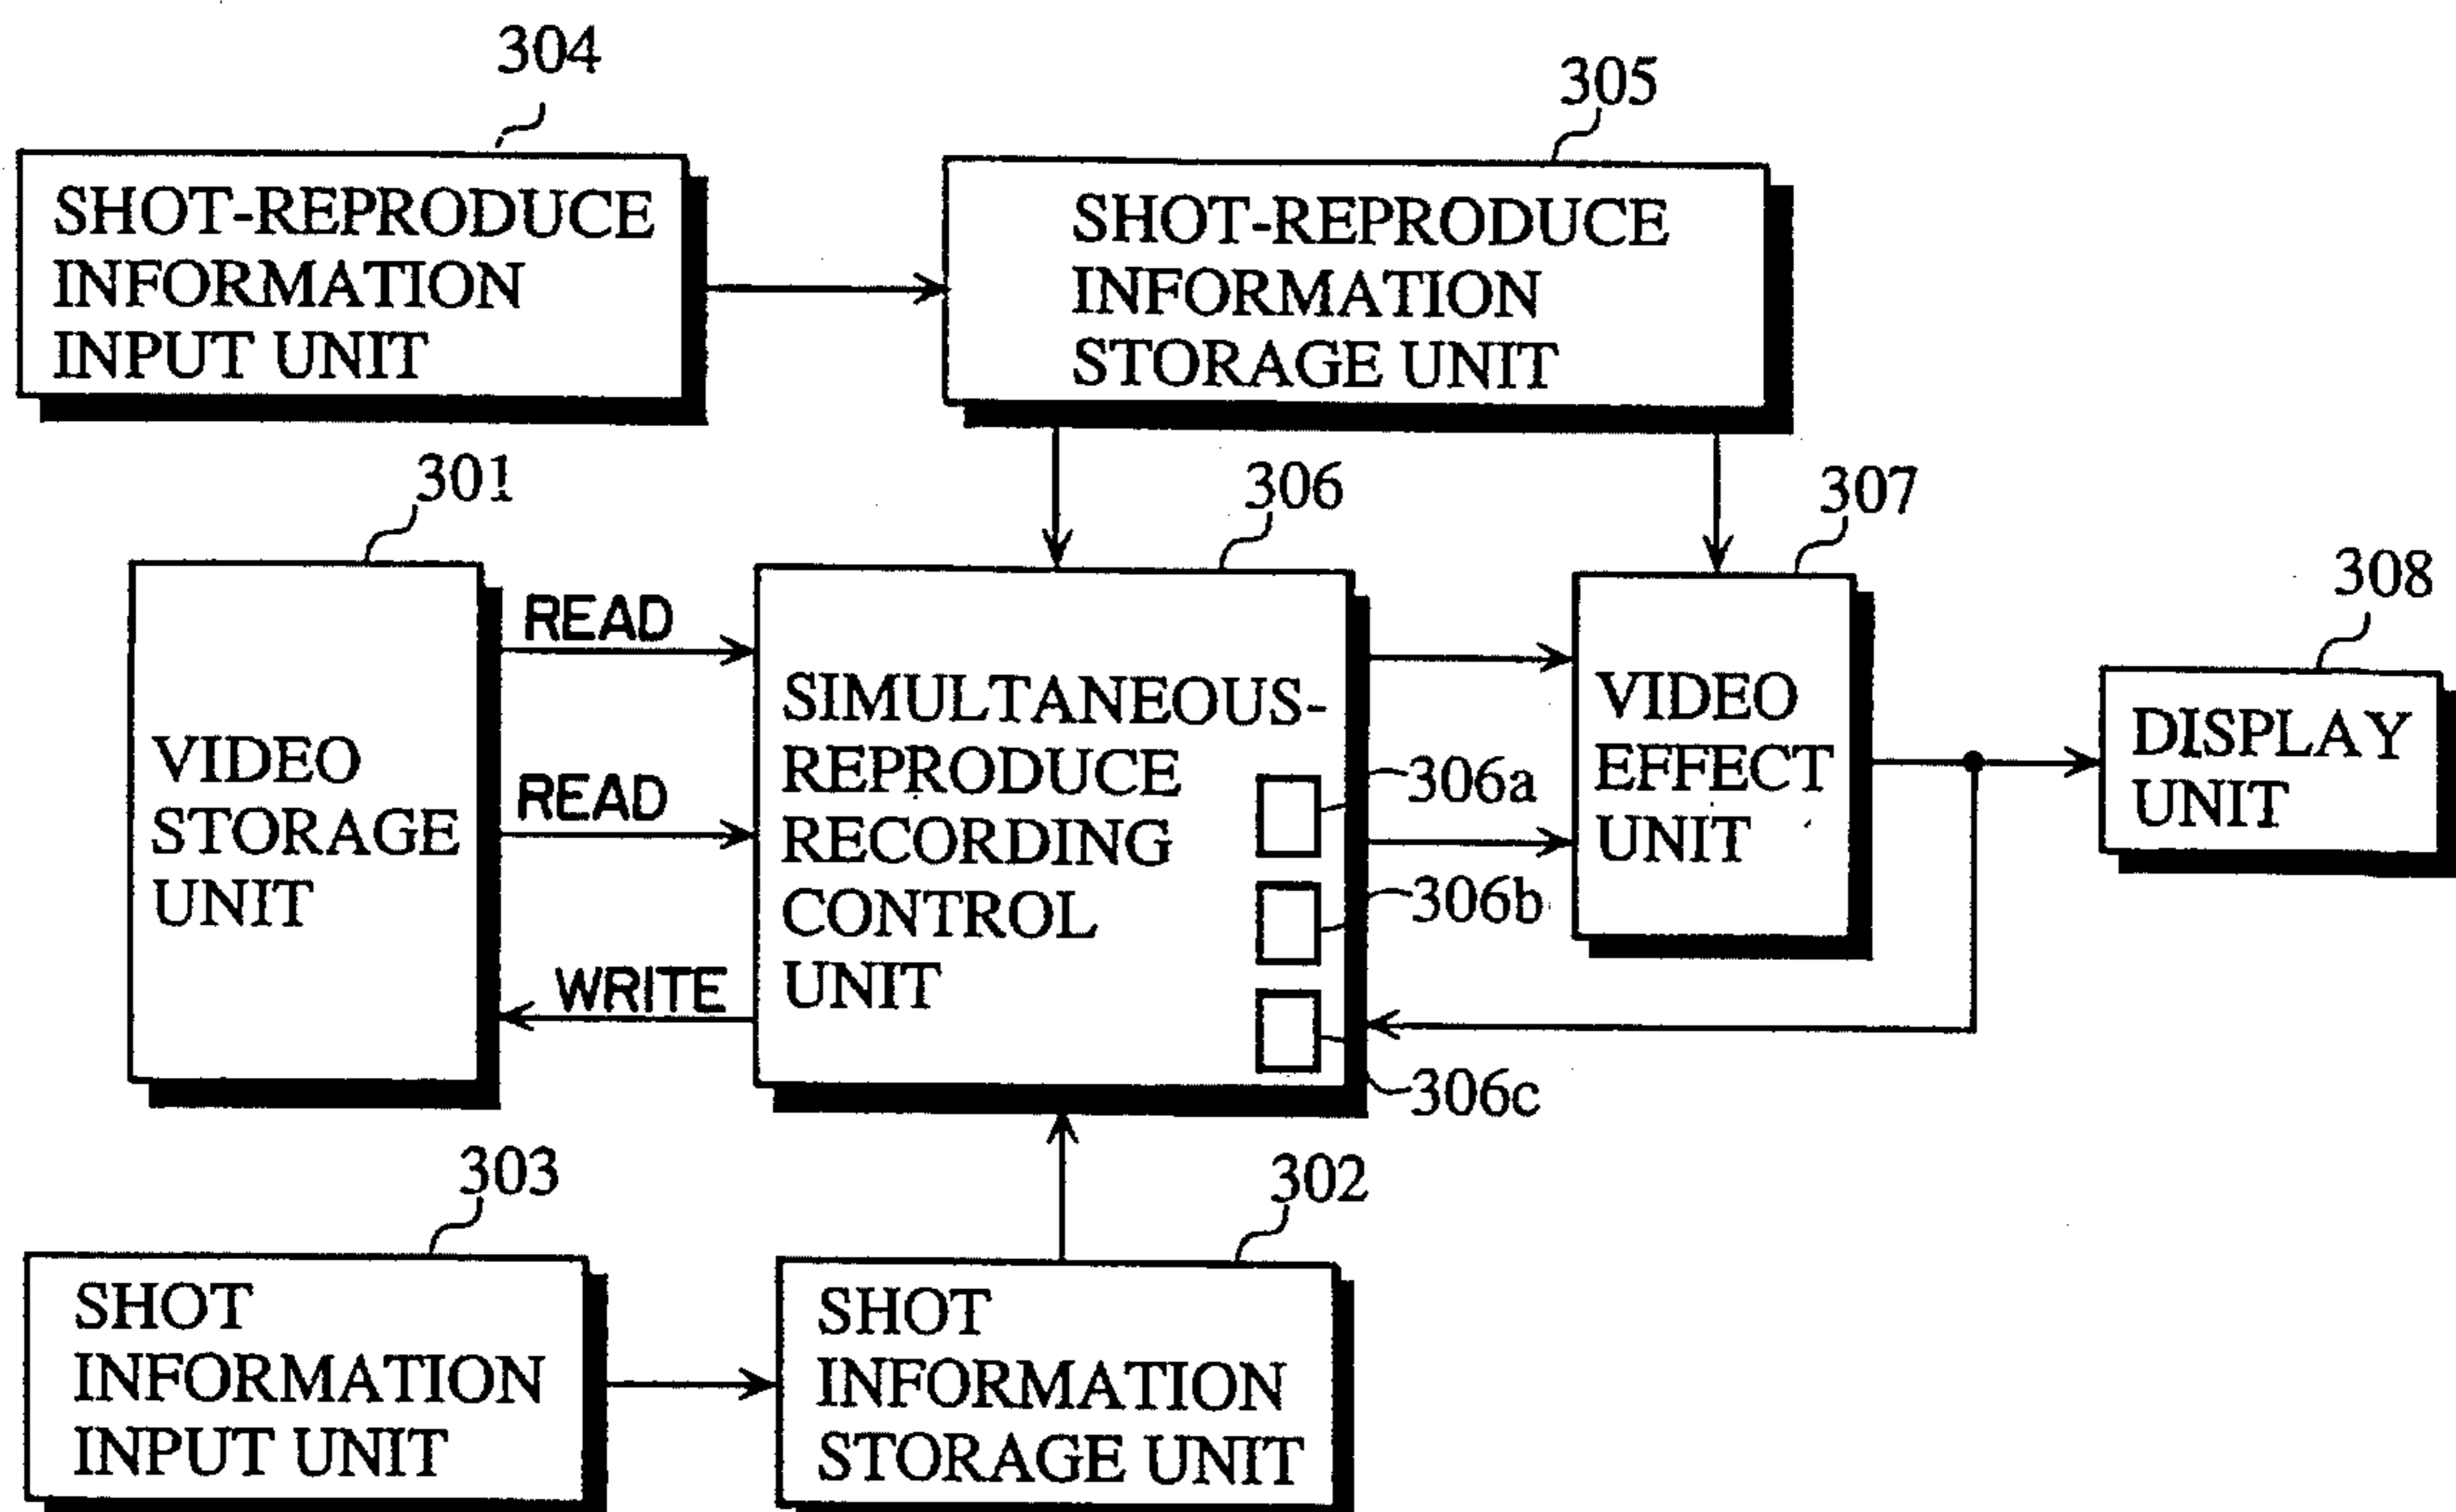 304
305
SHOT-REPRODUCE
INFORMATION
INPUT UNIT
SHOT-REPRODUCE
INFORMATION
STORAGE UNIT
301
306
307
308
READ
READ
WRITE
VIDEO
STORAGE
UNIT
SIMULTANEOUS-
REPRODUCE
RECORDING
CONTROL
UNIT
306a
306b
306c
VIDEO
EFFECT
UNIT
DISPLAY
UNIT
303
302
SHOT
INFORMATION
INPUT UNIT
SHOT
INFORMATION
STORAGE UNIT